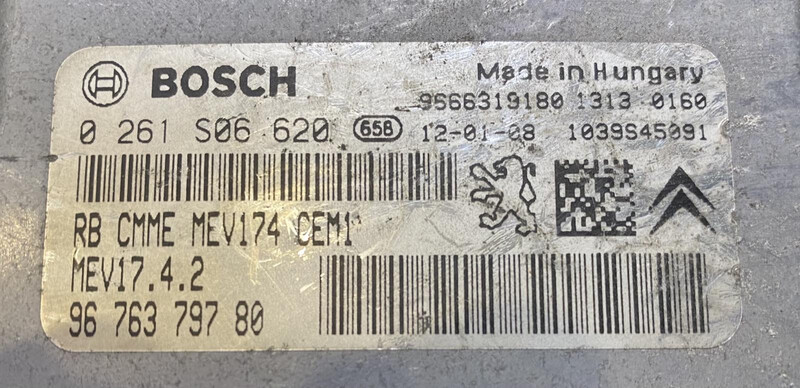 BOSCH
Made in Hungary
9666319180 1313 0160
0 261 S06 620 658 12-01-08 1039S45091
RB CMME MEV174 CEM1
MEV17.4.2
96 763 797 80